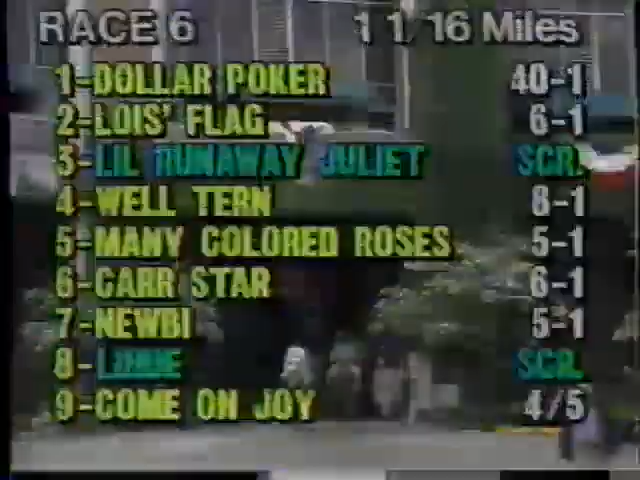 RACE 6 1 1/16 Miles
1-DOLLAR POKER 40-1
2-LOIS' FLAG 6-1
3-LIL RUNAWAY JULIET SCR.
4-WELL TERN 8-1
5-MANY COLORED ROSES 5-1
6-CARR STAR 6-1
7-NEWBI 5-1
8- SCR.
9-COME ON JOY 4/5